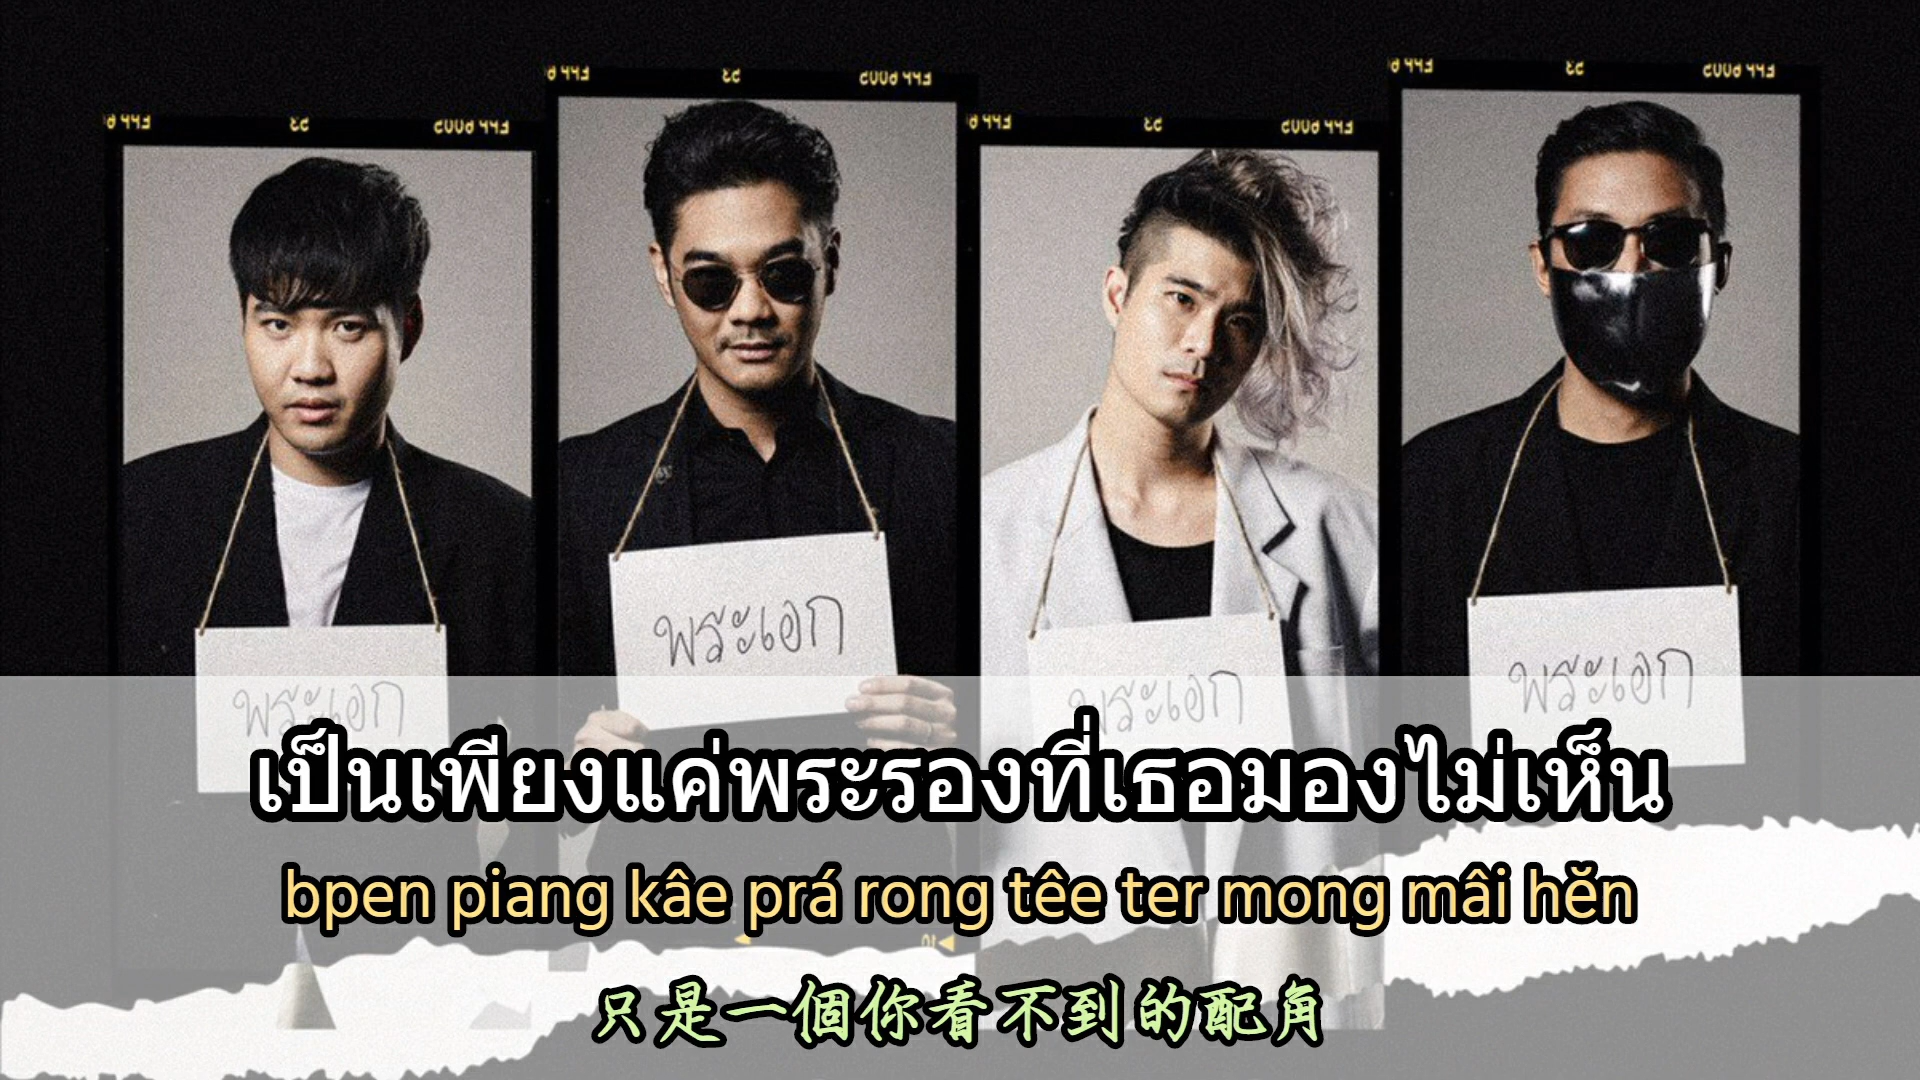 พระเอก
พระเอก
พระเอก
พระเอก
เป็นเพียงแค่พระรองที่เธอมองไม่เห็น
bpen piang kâe prá rong têe ter mong mâi hĕn
只是一個你看不到的配角